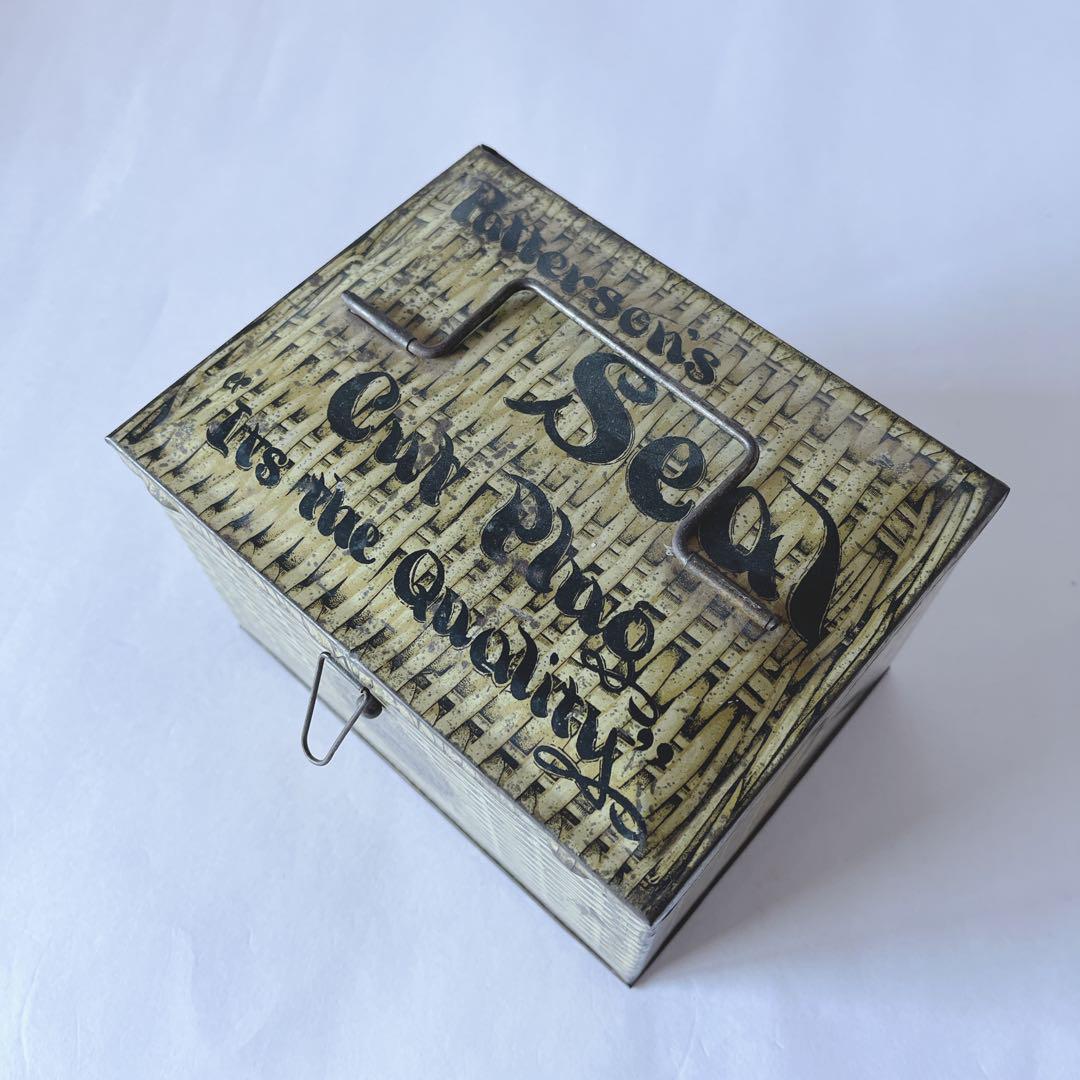 Patterson's
Seal
Cut Plug
"It's the Quality"